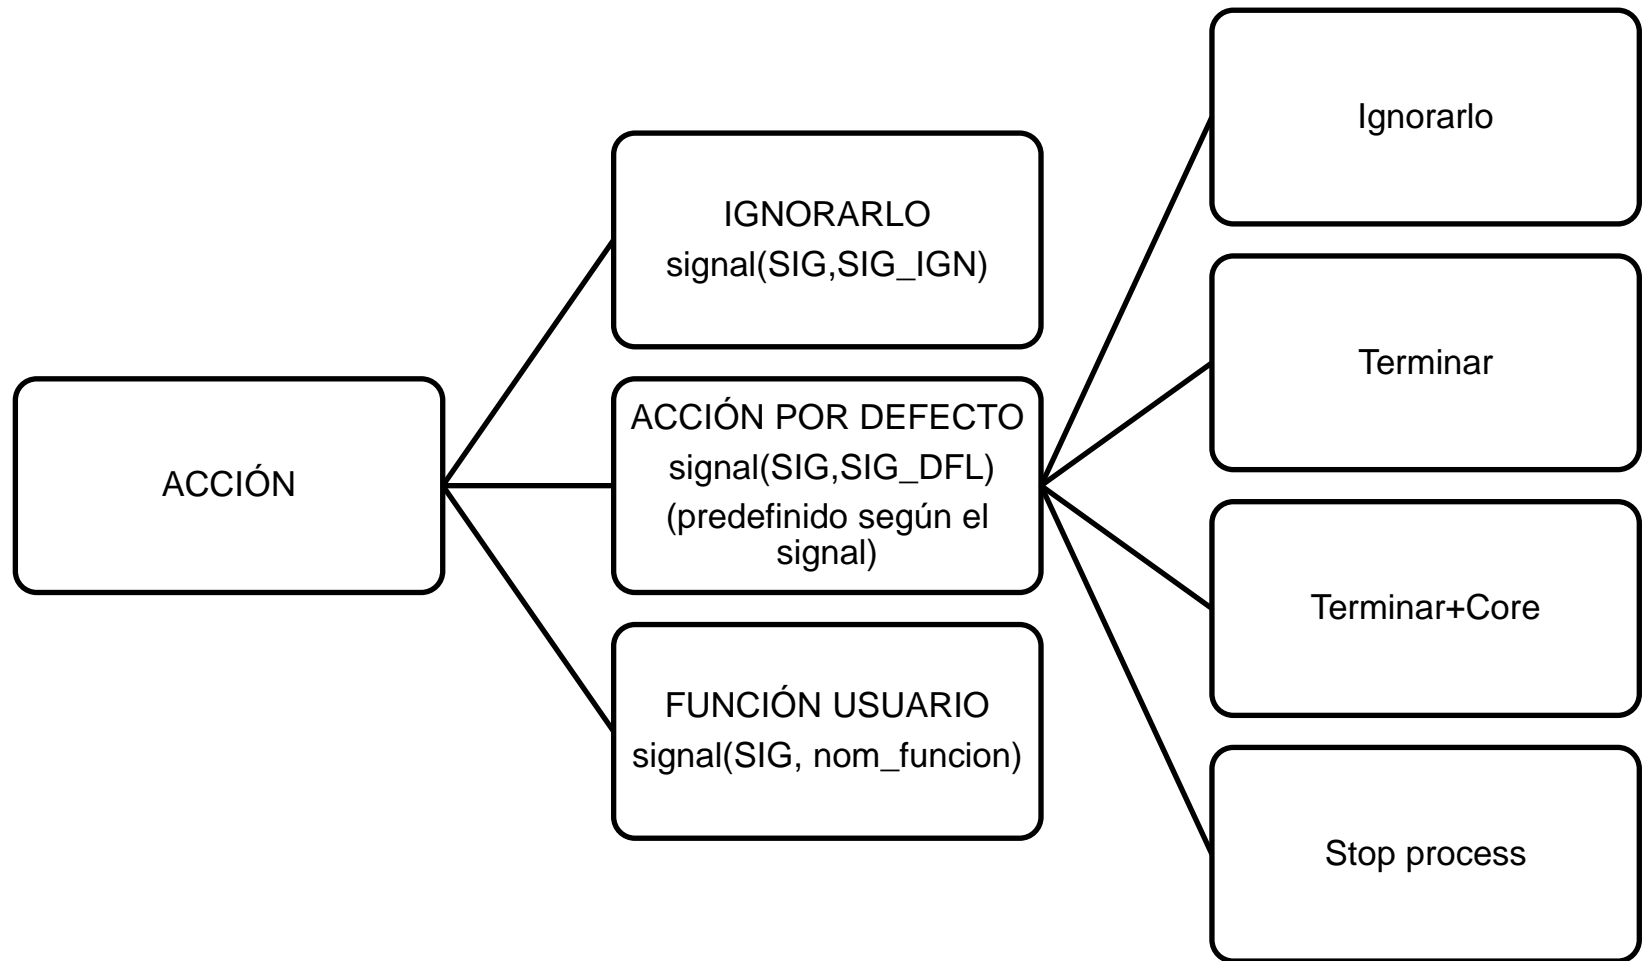 ACCIÓN
IGNORARLO
signal(SIG,SIG_IGN)
ACCIÓN POR DEFECTO
signal(SIG,SIG_DFL)
(predefinido según el
signal)
FUNCIÓN USUARIO
signal(SIG, nom_funcion)
Ignorarlo
Terminar
Terminar+Core
Stop process